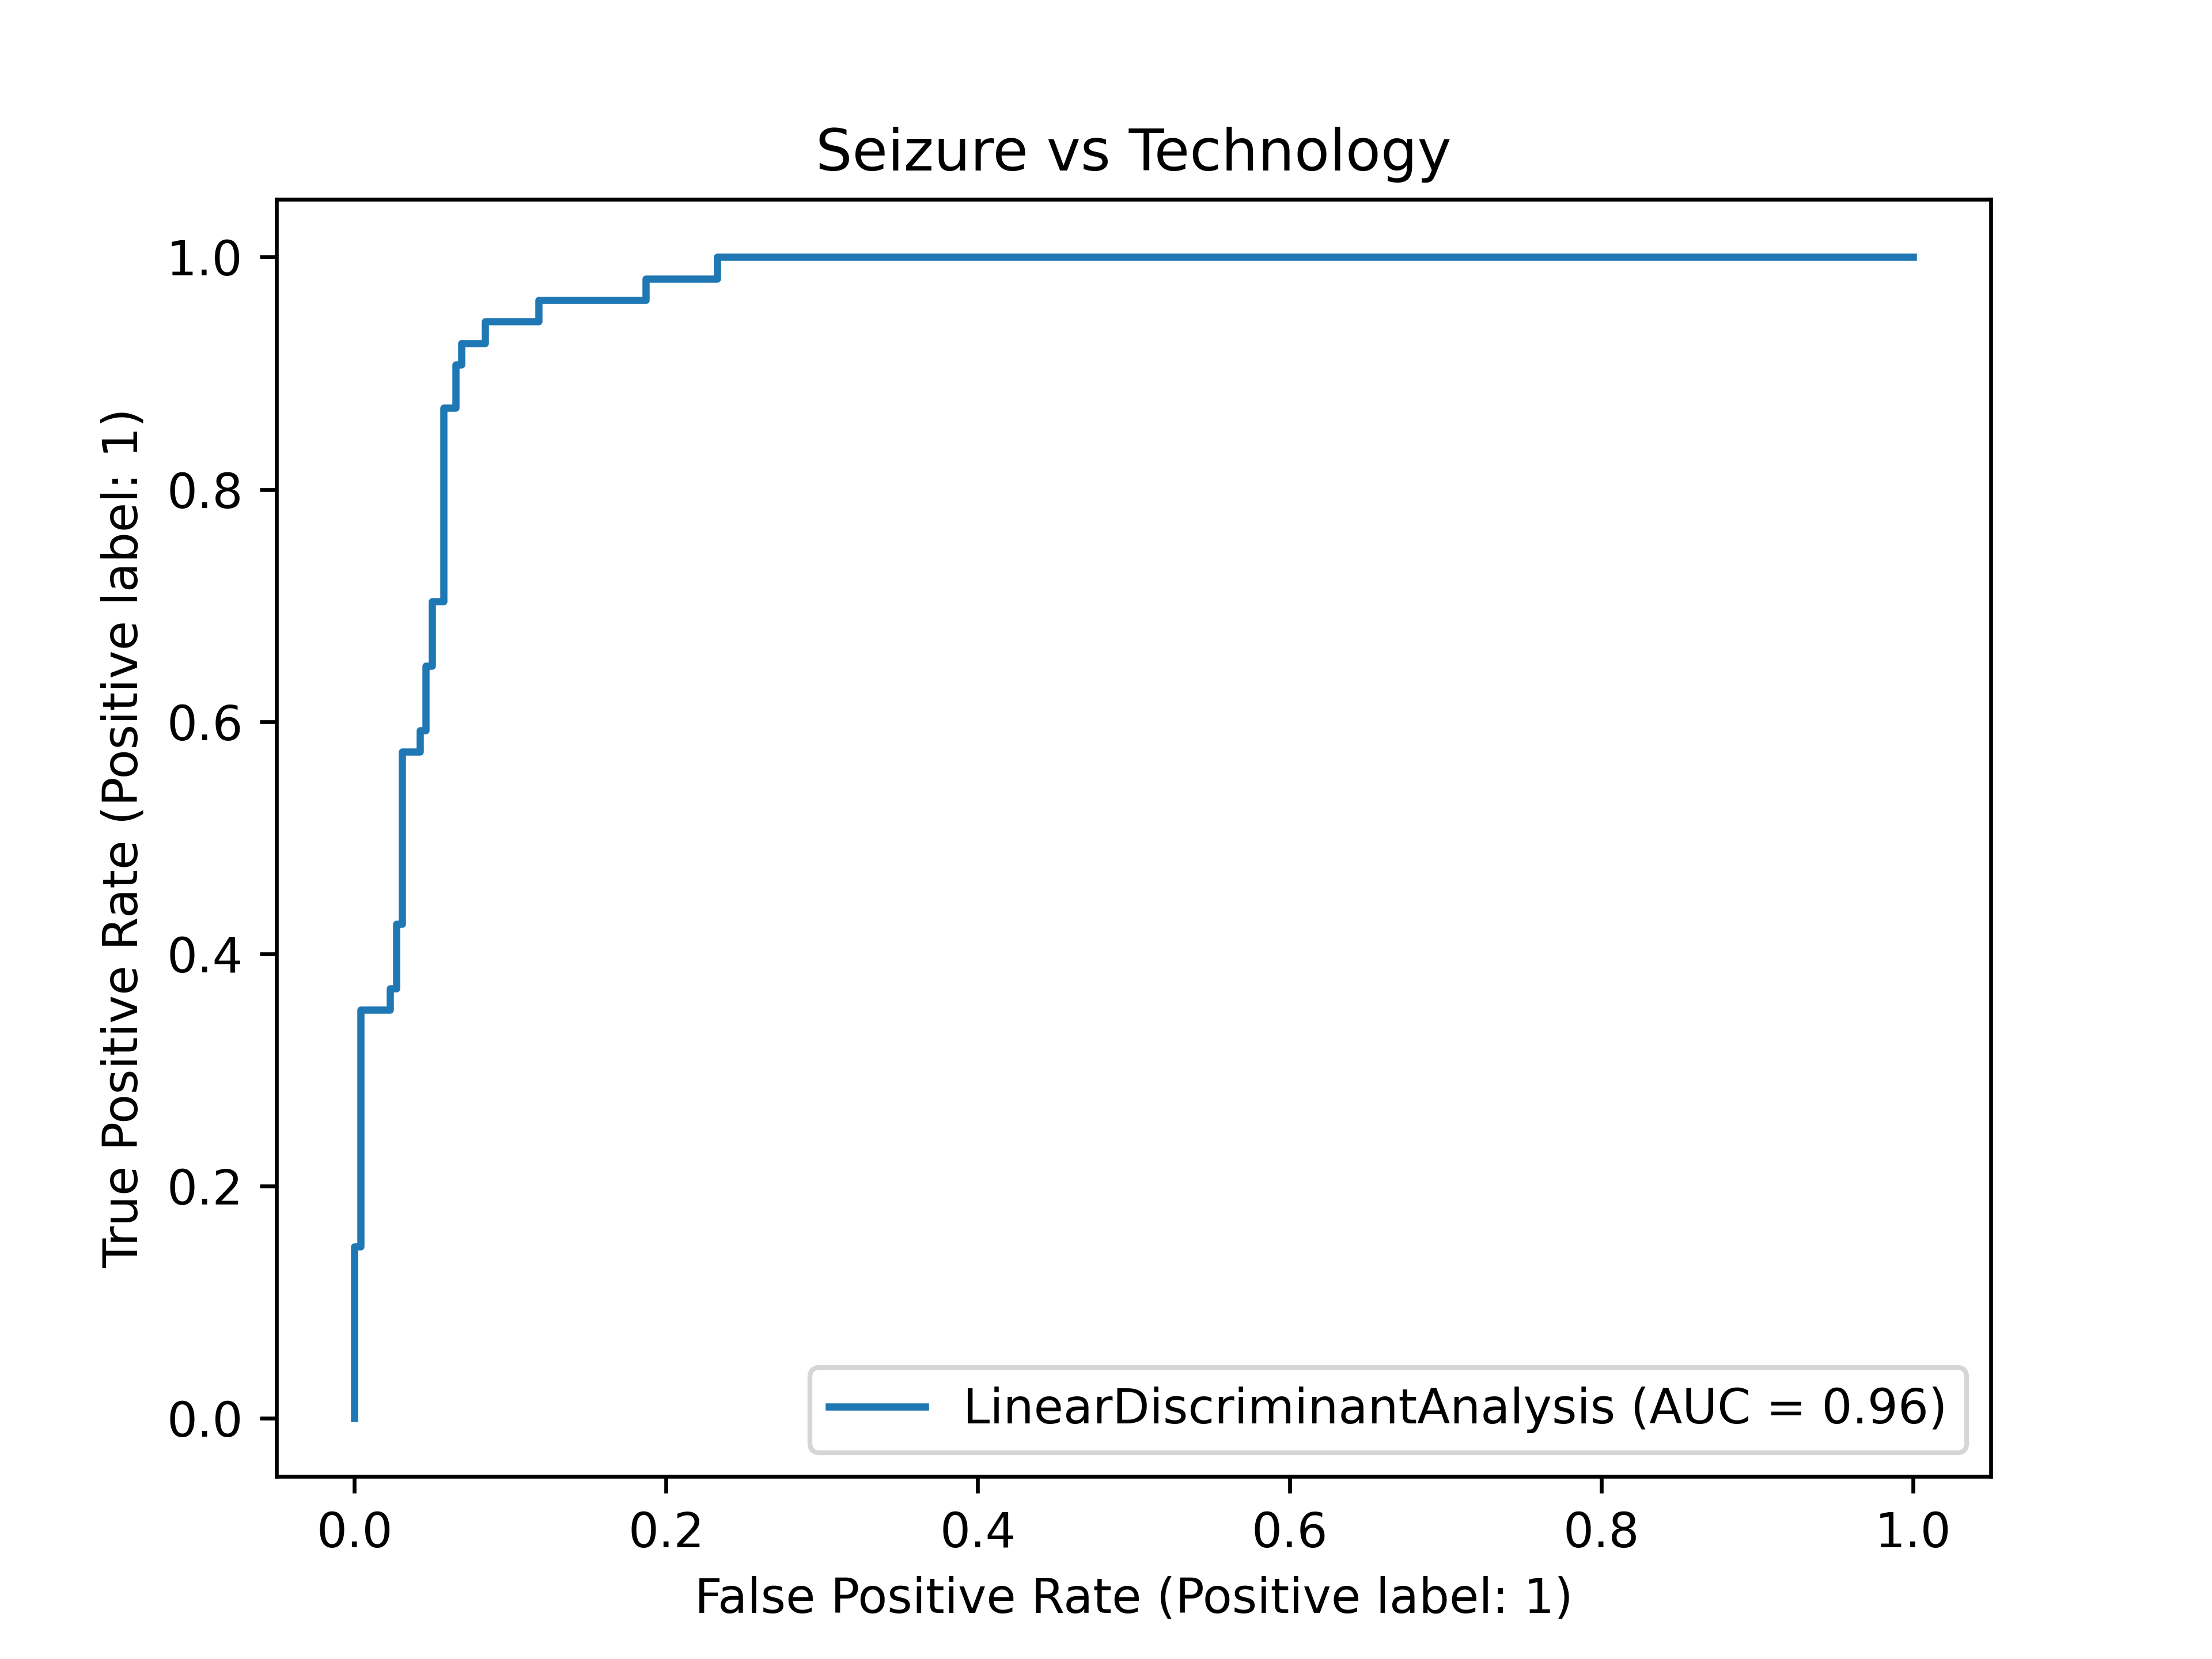 Seizure vs Technology
1.0
0.8
0.6
0.4
0.2
0.0
True Positive Rate (Positive label: 1)
LinearDiscriminantAnalysis (AUC = 0.96)
0.0 0.2 0.4 0.6 0.8 1.0
False Positive Rate (Positive label: 1)